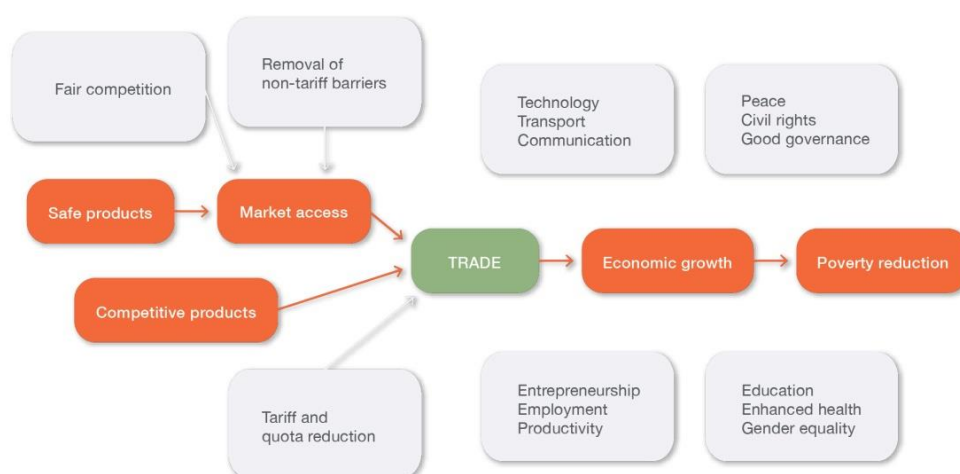 Fair competition
Removal of
non-tariff barriers
Technology
Transport
Communication
Peace
Civil rights
Good governance
Safe products
Market access
TRADE
Economic growth
Poverty reduction
Competitive products
Tariff and
quota reduction
Entrepreneurship
Employment
Productivity
Education
Enhanced health
Gender equality